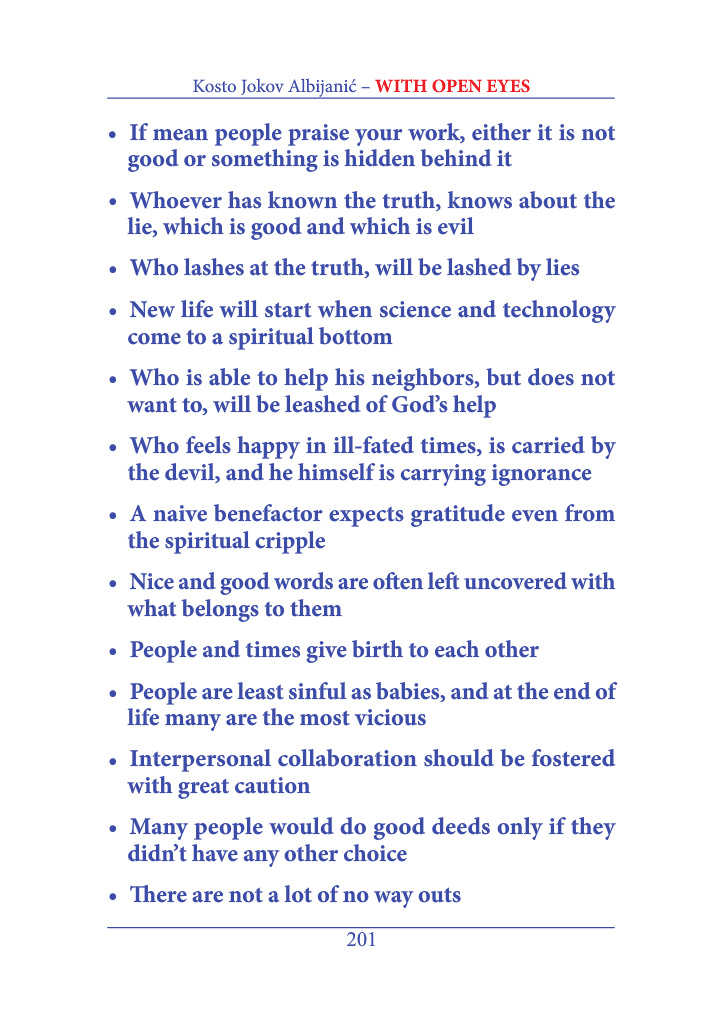 Kosto Jokov Albijanić – WITH OPEN EYES
• If mean people praise your work, either it is not
good or something is hidden behind it
• Whoever has known the truth, knows about the
lie, which is good and which is evil
• Who lashes at the truth, will be lashed by lies
• New life will start when science and technology
come to a spiritual bottom
• Who is able to help his neighbors, but does not
want to, will be leashed of God’s help
• Who feels happy in ill-fated times, is carried by
the devil, and he himself is carrying ignorance
• A naive benefactor expects gratitude even from
the spiritual cripple
• Nice and good words are often left uncovered with
what belongs to them
• People and times give birth to each other
• People are least sinful as babies, and at the end of
life many are the most vicious
• Interpersonal collaboration should be fostered
with great caution
• Many people would do good deeds only if they
didn’t have any other choice
• There are not a lot of no way outs
201